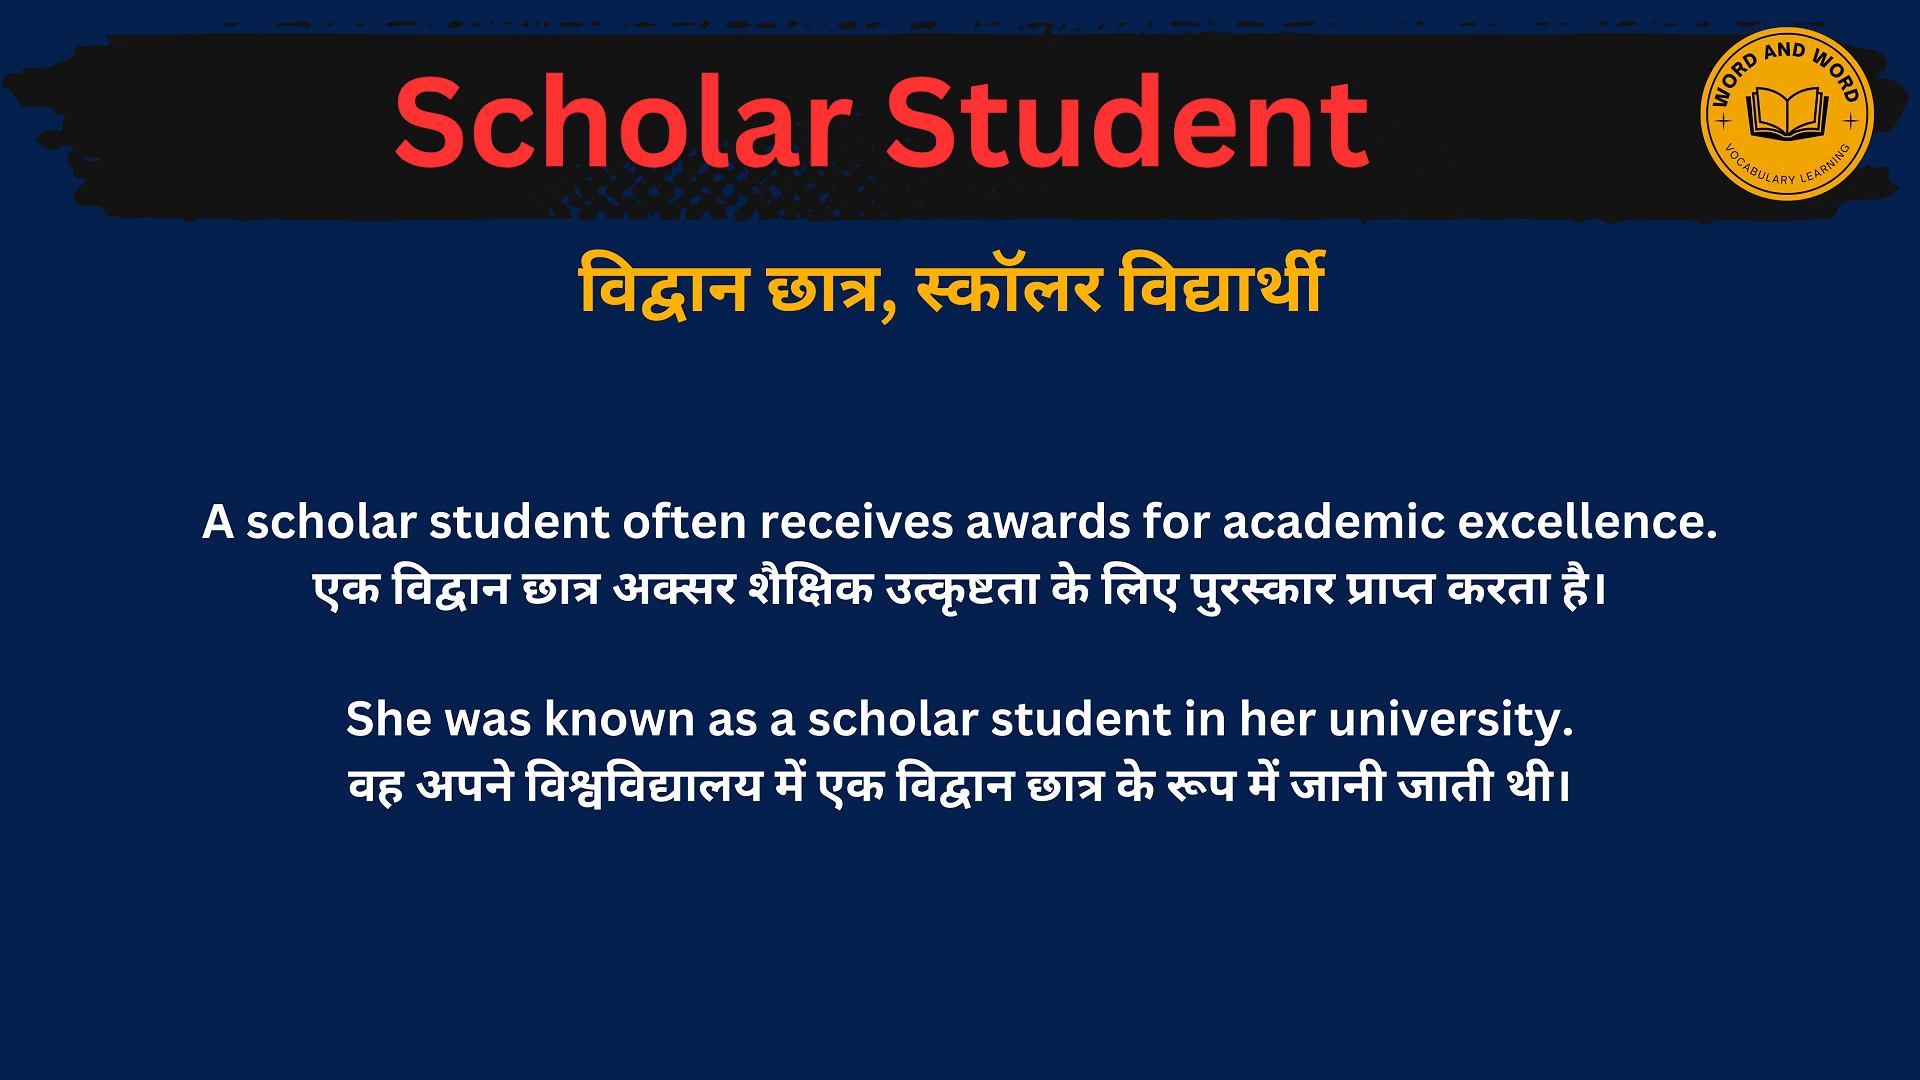 Scholar Student
WORD AND WORD
VOCABULARY LEARNING
विद्वान छात्र, स्कॉलर विद्यार्थी
A scholar student often receives awards for academic excellence.
एक विद्वान छात्र अक्सर शैक्षिक उत्कृष्टता के लिए पुरस्कार प्राप्त करता है।
She was known as a scholar student in her university.
वह अपने विश्वविद्यालय में एक विद्वान छात्र के रूप में जानी जाती थी।